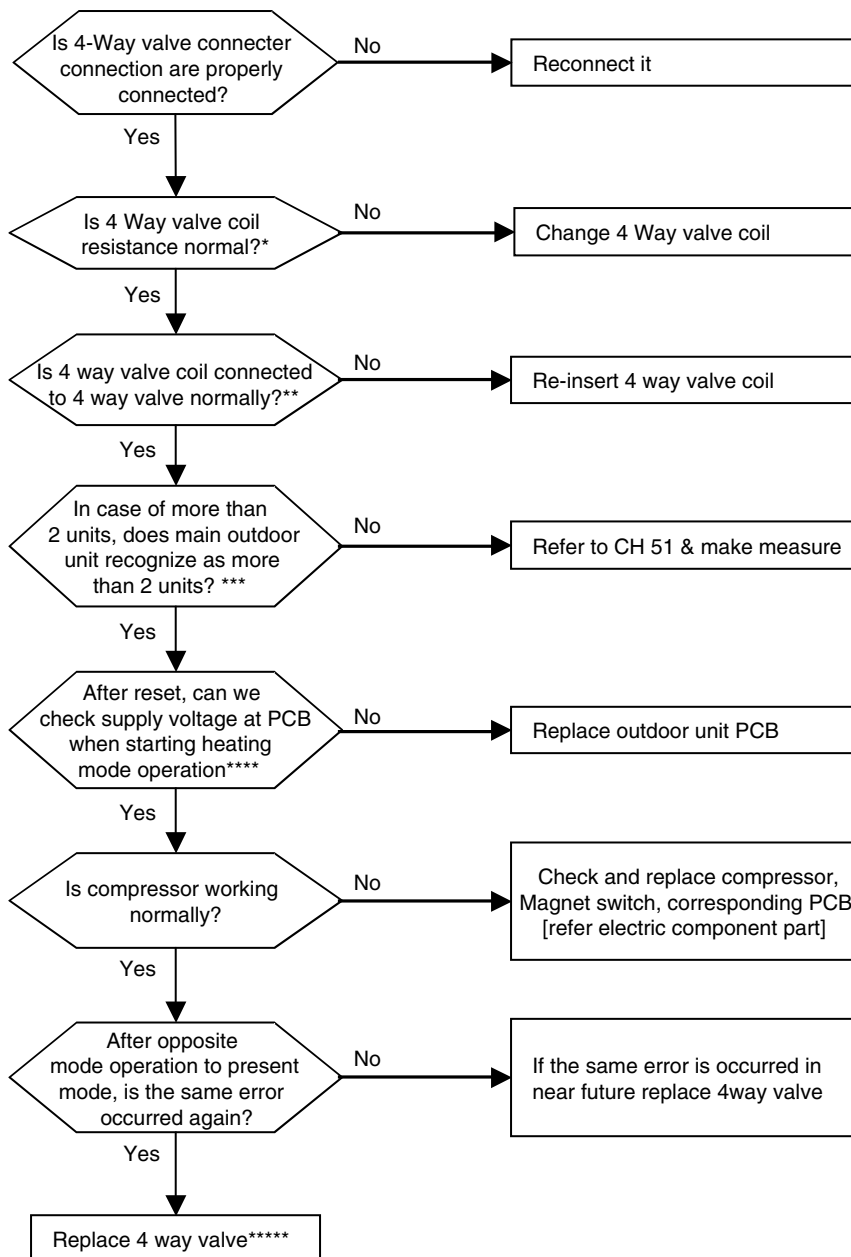 Is 4-Way valve connecter
connection are properly
connected?
No
Reconnect it
Yes
Is 4 Way valve coil
resistance normal?*
No
Change 4 Way valve coil
Yes
Is 4 way valve coil connected
to 4 way valve normally?**
No
Re-insert 4 way valve coil
Yes
In case of more than
2 units, does main outdoor
unit recognize as more
than 2 units? ***
No
Refer to CH 51 & make measure
Yes
After reset, can we
check supply voltage at PCB
when starting heating
mode operation****
No
Replace outdoor unit PCB
Yes
Is compressor working
normally?
No
Check and replace compressor,
Magnet switch, corresponding PCB
[refer electric component part]
Yes
After opposite
mode operation to present
mode, is the same error
occurred again?
No
If the same error is occurred in
near future replace 4way valve
Yes
Replace 4 way valve*****